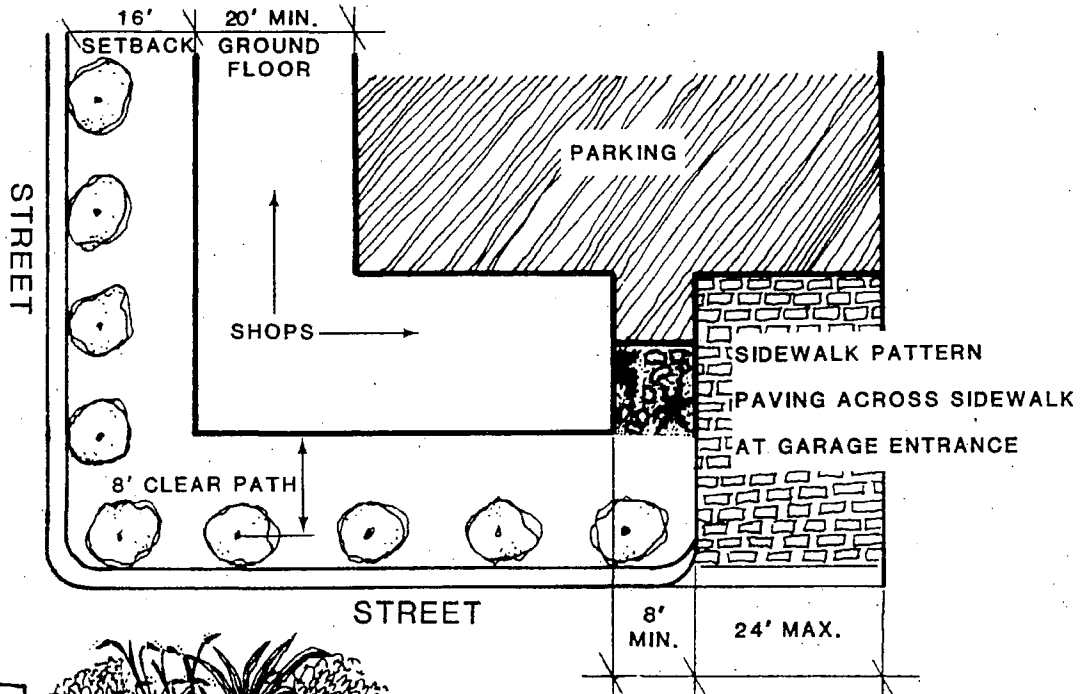 16' 20' MIN.
SETBACK GROUND
FLOOR
PARKING
STREET
SHOPS
SIDEWALK PATTERN
PAVING ACROSS SIDEWALK
AT GARAGE ENTRANCE
8' CLEAR PATH
STREET
8'
MIN.
24' MAX.